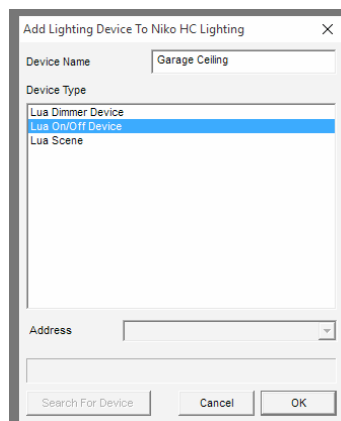 Add Lighting Device To Niko HC Lighting
Device Name Garage Ceiling
Device Type
Lua Dimmer Device
Lua On/Off Device
Lua Scene
Address
Search For Device Cancel OK